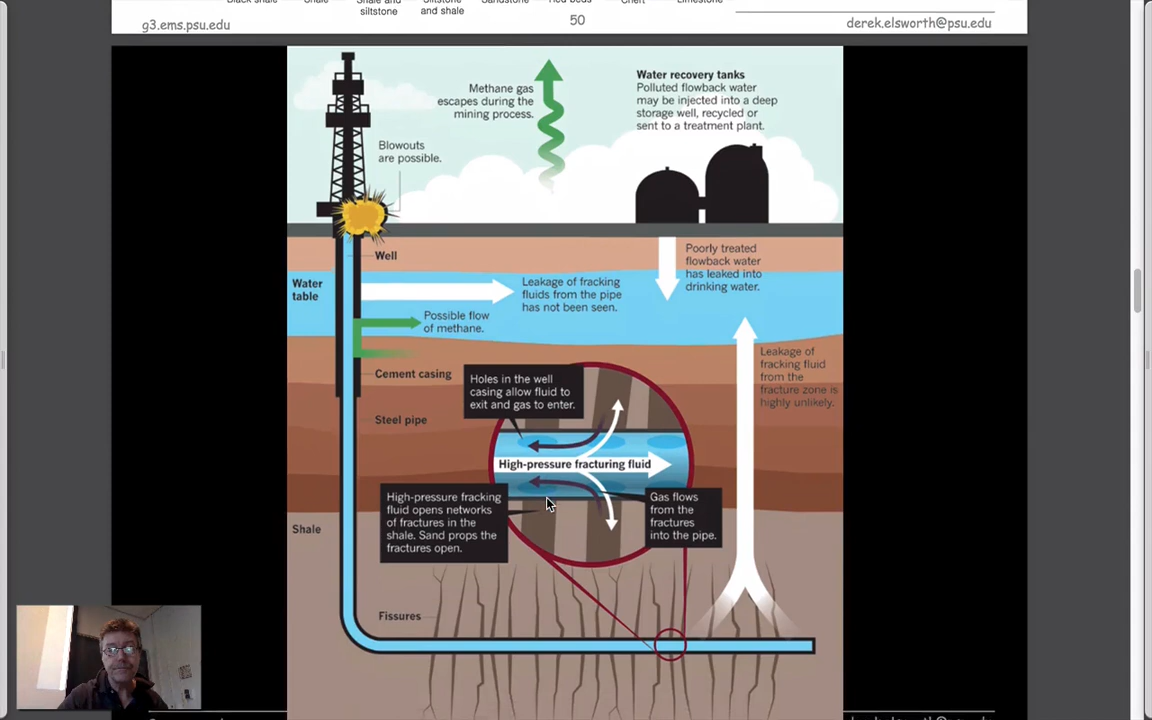 Black shale Shale Shale and siltstone Siltstone and shale Sandstone Red beds Chert Limestone
g3.ems.psu.edu
50
derek.elsworth@psu.edu
Methane gas
escapes during the
mining process.
Water recovery tanks
Polluted flowback water
may be injected into a deep
storage well, recycled or
sent to a treatment plant.
Blowouts
are possible.
Well
Water
table
Leakage of fracking
fluids from the pipe
has not been seen.
Poorly treated
flowback water
has leaked into
drinking water.
Possible flow
of methane.
Cement casing
Leakage of
fracking fluid
from the
fracture zone is
highly unlikely.
Holes in the well
casing allow fluid to
exit and gas to enter.
Steel pipe
High-pressure fracturing fluid
High-pressure fracking
fluid opens networks
of fractures in the
shale. Sand props the
fractures open.
Gas flows
from the
fractures
into the pipe.
Shale
Fissures